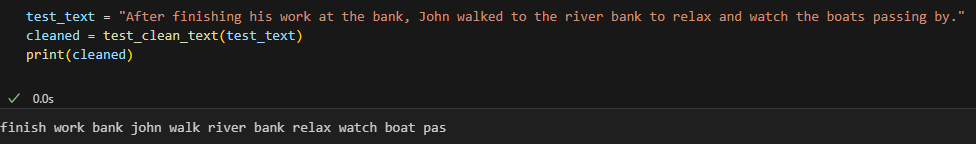 test_text = "After finishing his work at the bank, John walked to the river bank to relax and watch the boats passing by."
cleaned = test_clean_text(test_text)
print(cleaned)
0.0s
finish work bank john walk river bank relax watch boat pas